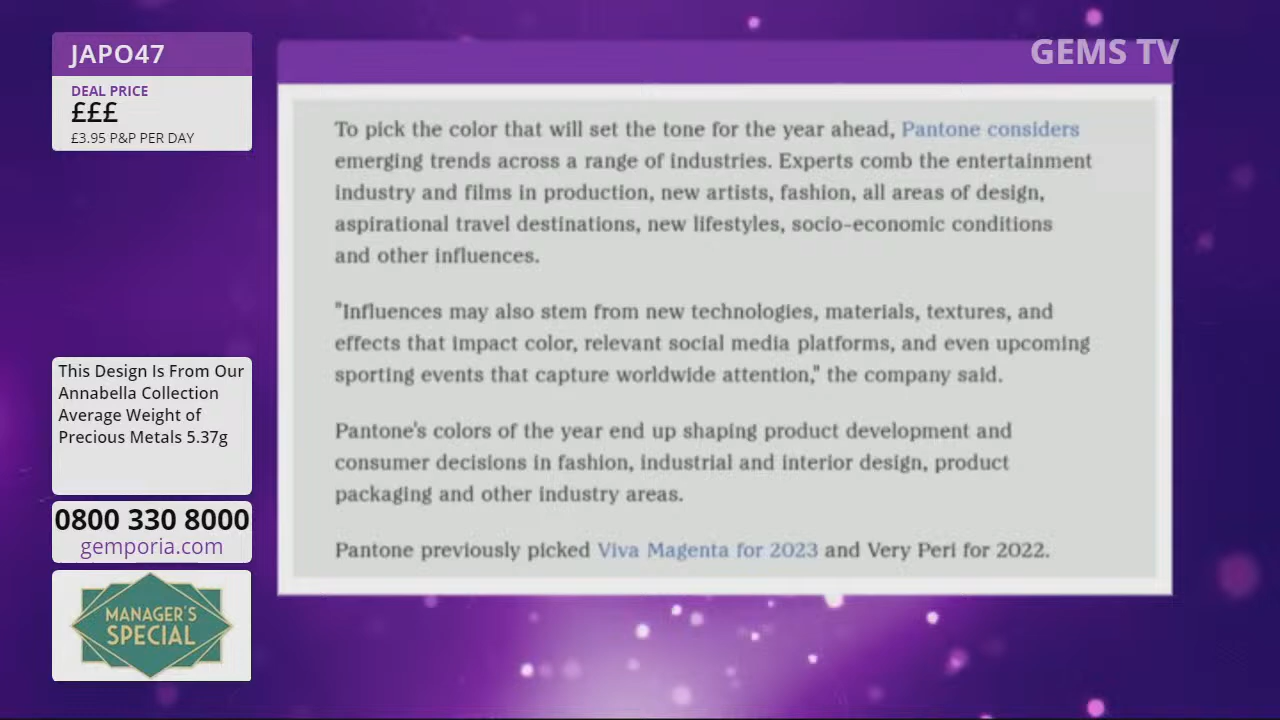 JAPO47
DEAL PRICE
£££
£3.95 P&P PER DAY
GEMS TV
To pick the color that will set the tone for the year ahead, Pantone considers
emerging trends across a range of industries. Experts comb the entertainment
industry and films in production, new artists, fashion, all areas of design,
aspirational travel destinations, new lifestyles, socio-economic conditions
and other influences.
"Influences may also stem from new technologies, materials, textures, and
effects that impact color, relevant social media platforms, and even upcoming
sporting events that capture worldwide attention," the company said.
Pantone's colors of the year end up shaping product development and
consumer decisions in fashion, industrial and interior design, product
packaging and other industry areas.
Pantone previously picked Viva Magenta for 2023 and Very Peri for 2022.
This Design Is From Our
Annabella Collection
Average Weight of
Precious Metals 5.37g
0800 330 8000
gemporia.com
MANAGER'S
SPECIAL